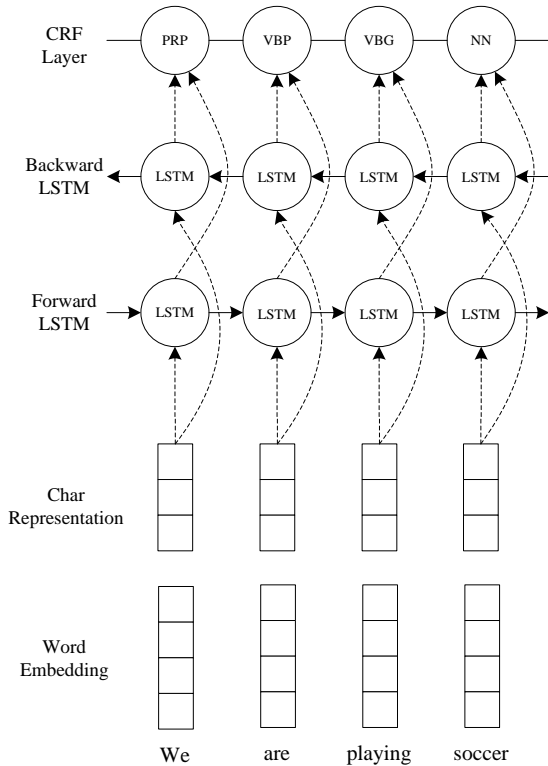 CRF
Layer
PRP
VBP
VBG
NN
Backward
LSTM
LSTM
LSTM
LSTM
LSTM
Forward
LSTM
LSTM
LSTM
LSTM
LSTM
Char
Representation
Word
Embedding
We
are
playing
soccer